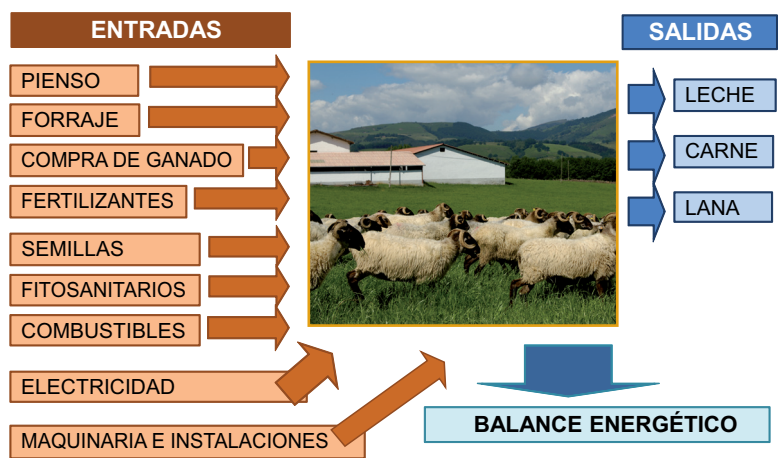 ENTRADAS
PIENSO
FORRAJE
COMPRA DE GANADO
FERTILIZANTES
SEMILLAS
FITOSANITARIOS
COMBUSTIBLES
ELECTRICIDAD
MAQUINARIA E INSTALACIONES
SALIDAS
LECHE
CARNE
LANA
BALANCE ENERGÉTICO